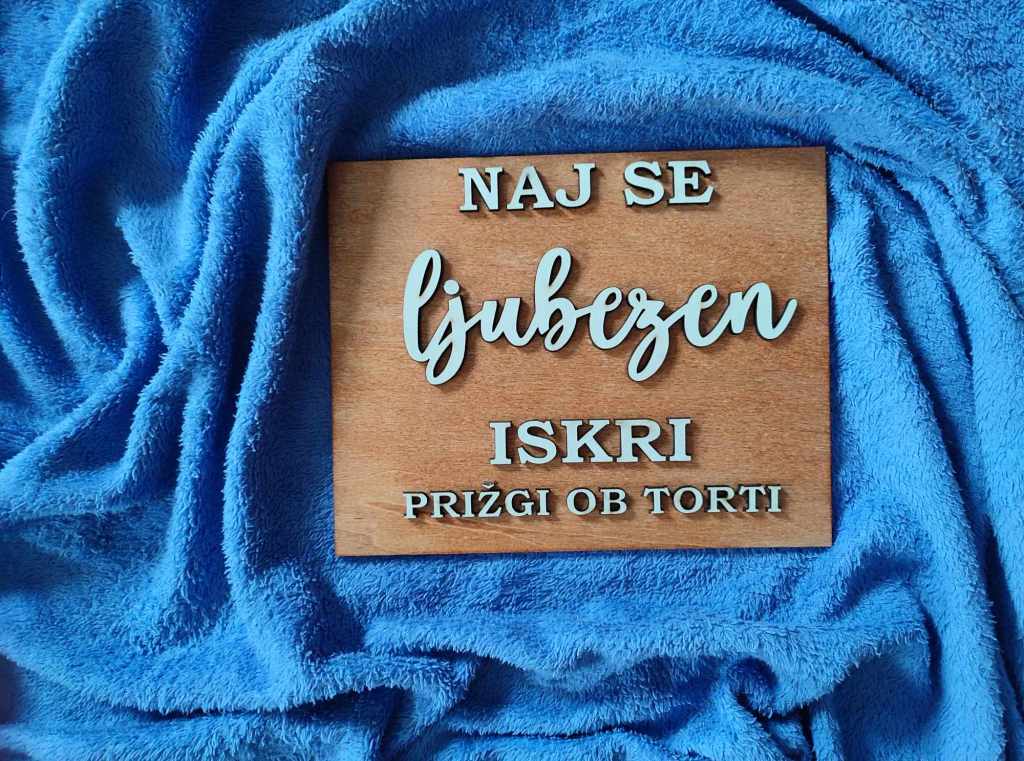 NAJ SE
ljubezen
ISKRI
PRIŽGI OB TORTI